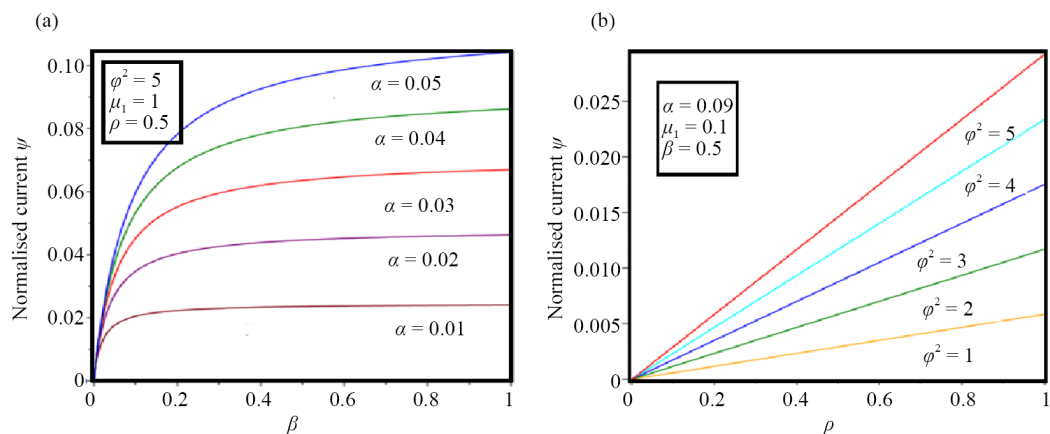 (a)
Normalised current ψ
0.10
0.08
0.06
0.04
0.02
0
φ² = 5
μ₁ = 1
ρ = 0.5
α = 0.05
α = 0.04
α = 0.03
α = 0.02
α = 0.01
0 0.2 0.4 0.6 0.8 1
β
(b)
Normalised current ψ
0.025
0.020
0.015
0.010
0.005
0
α = 0.09
μ₁ = 0.1
β = 0.5
φ² = 5
φ² = 4
φ² = 3
φ² = 2
φ² = 1
0 0.2 0.4 0.6 0.8 1
ρ